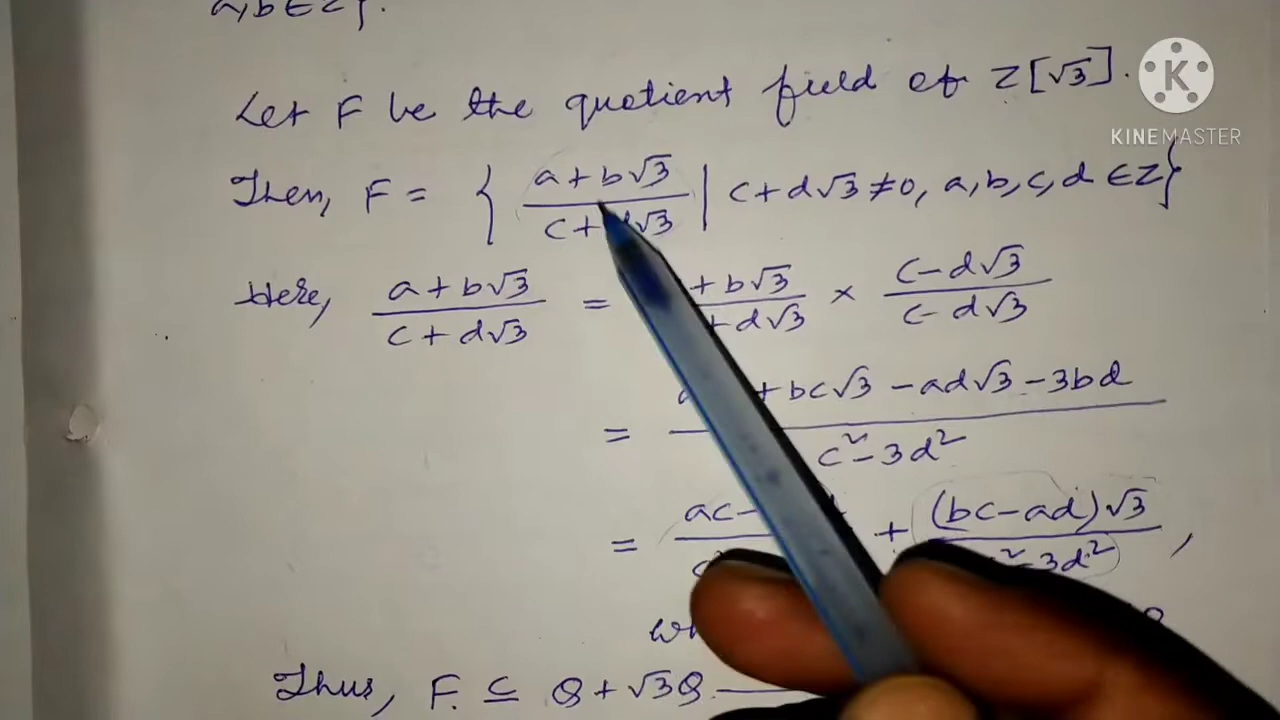 a, b ∈ Z}.
Let F be the quotient field of Z[√3].
KINEMASTER
Then, F = { a+b√3 / c+d√3 | c+d√3 ≠ 0, a, b, c, d ∈ Z}
Here, a+b√3 / c+d√3 = +b√3 / +d√3 × c-d√3 / c-d√3
= +bc√3 -ad√3 -3bd / c²-3d²
= ac- + (bc-ad)√3 / -3d² ,
Thus, F ⊆ Q+√3Q